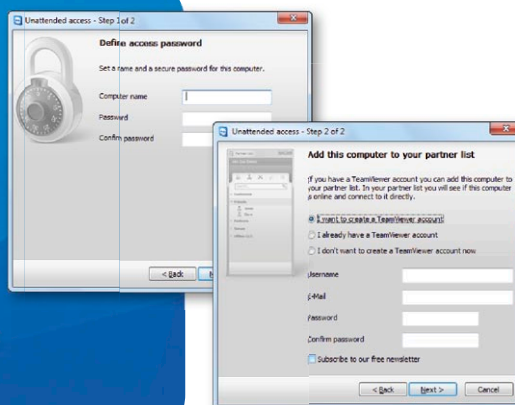 Unattended access - Step 1 of 2
Define access password
Set a name and a secure password for this computer.
Computer name
Password
Confirm password
< Back
Unattended access - Step 2 of 2
Add this computer to your partner list
If you have a TeamViewer account you can add this computer to
your partner list. In your partner list you will see if this computer
is online and connect to it directly.
I want to create a TeamViewer account
I already have a TeamViewer account
I don't want to create a TeamViewer account now
Username
E-Mail
Password
Confirm password
Subscribe to our free newsletter
< Back
Next >
Cancel